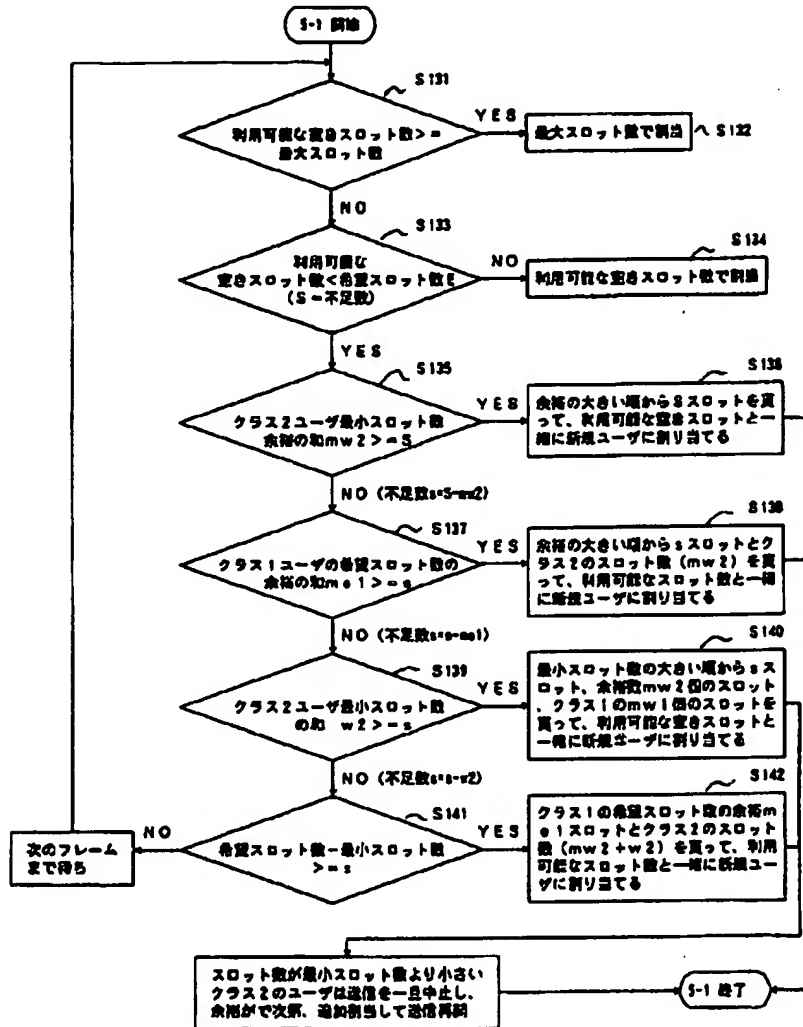 S-1 開始
S131
利用可能な空きスロット数>=
最大スロット数
YES
最大スロット数で割当
S132
NO
S133
利用可能な
空きスロット数<希望スロット数E
(S=不足数)
NO
S134
利用可能な空きスロット数で割当
YES
S135
クラス2ユーザ最小スロット数
余裕の和mw2>=S
YES
S136
余裕の大きい順からSスロットを貰
って、利用可能な空きスロットと一
緒に新規ユーザに割り当てる
NO (不足数s=S-mw2)
S137
クラス1ユーザの希望スロット数の
余裕の和me1>=s
YES
S138
余裕の大きい順からsスロットとク
ラス2のスロット数(mw2)を貰
って、利用可能なスロット数と一緒
に新規ユーザに割り当てる
NO (不足数s=s-me1)
S139
クラス2ユーザ最小スロット数
の和 w2>=s
YES
S140
最小スロット数の大きい順からsス
ロット、余裕数mw2個のスロット
、クラス1のmw1個のスロットを
貰って、利用可能な空きスロットと
一緒に新規ユーザに割り当てる
NO (不足数s=s-w2)
S141
希望スロット数-最小スロット数
>=s
YES
S142
クラス1の希望スロット数の余裕m
e1スロットとクラス2のスロット
数(mw2+w2)を貰って、利用
可能なスロット数と一緒に新規ユー
ザに割り当てる
NO
次のフレーム
まで待ち
スロット数が最小スロット数より小さい
クラス2のユーザは送信を一旦中止し、
余裕がで次第、追加割当して送信再開
S-1 終了